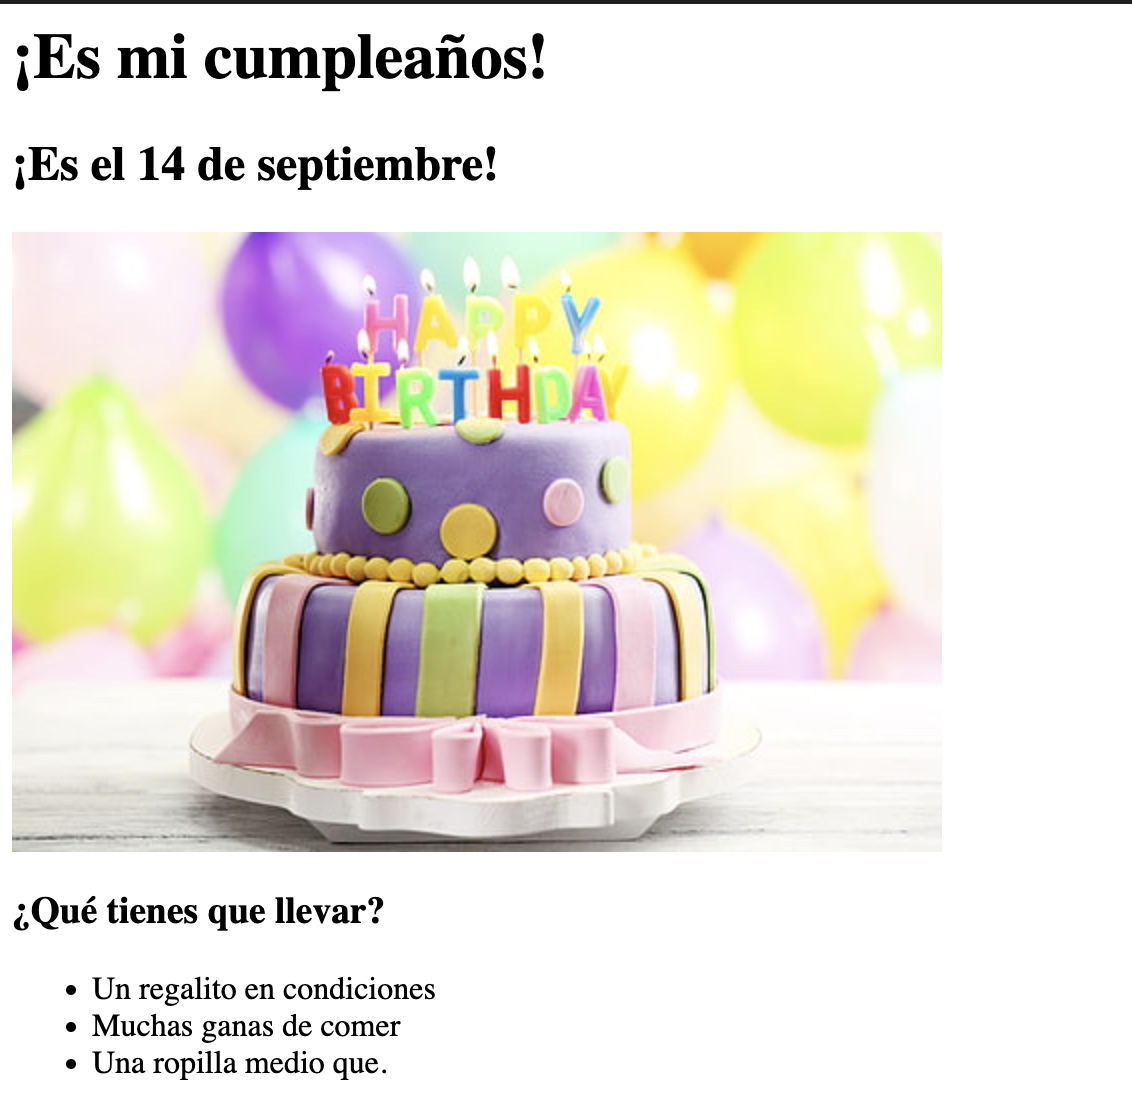 ¡Es mi cumpleaños!
¡Es el 14 de septiembre!
HAPPY
BIRTHDAY
¿Qué tienes que llevar?
Un regalito en condiciones
Muchas ganas de comer
Una ropilla medio que.